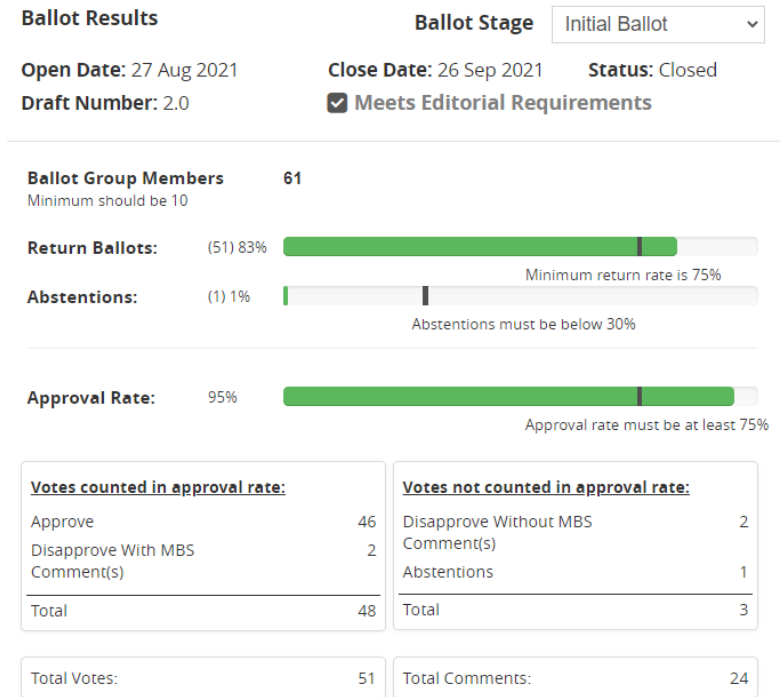 Ballot Results
Ballot Stage
Initial Ballot
Open Date: 27 Aug 2021
Close Date: 26 Sep 2021
Status: Closed
Draft Number: 2.0
Meets Editorial Requirements
Ballot Group Members
61
Minimum should be 10
Return Ballots:
(51) 83%
Minimum return rate is 75%
Abstentions:
(1) 1%
Abstentions must be below 30%
Approval Rate:
95%
Approval rate must be at least 75%
Votes counted in approval rate:
Approve
46
Disapprove With MBS
Comment(s)
2
Total
48
Votes not counted in approval rate:
Disapprove Without MBS
Comment(s)
2
Abstentions
1
Total
3
Total Votes:
51
Total Comments:
24